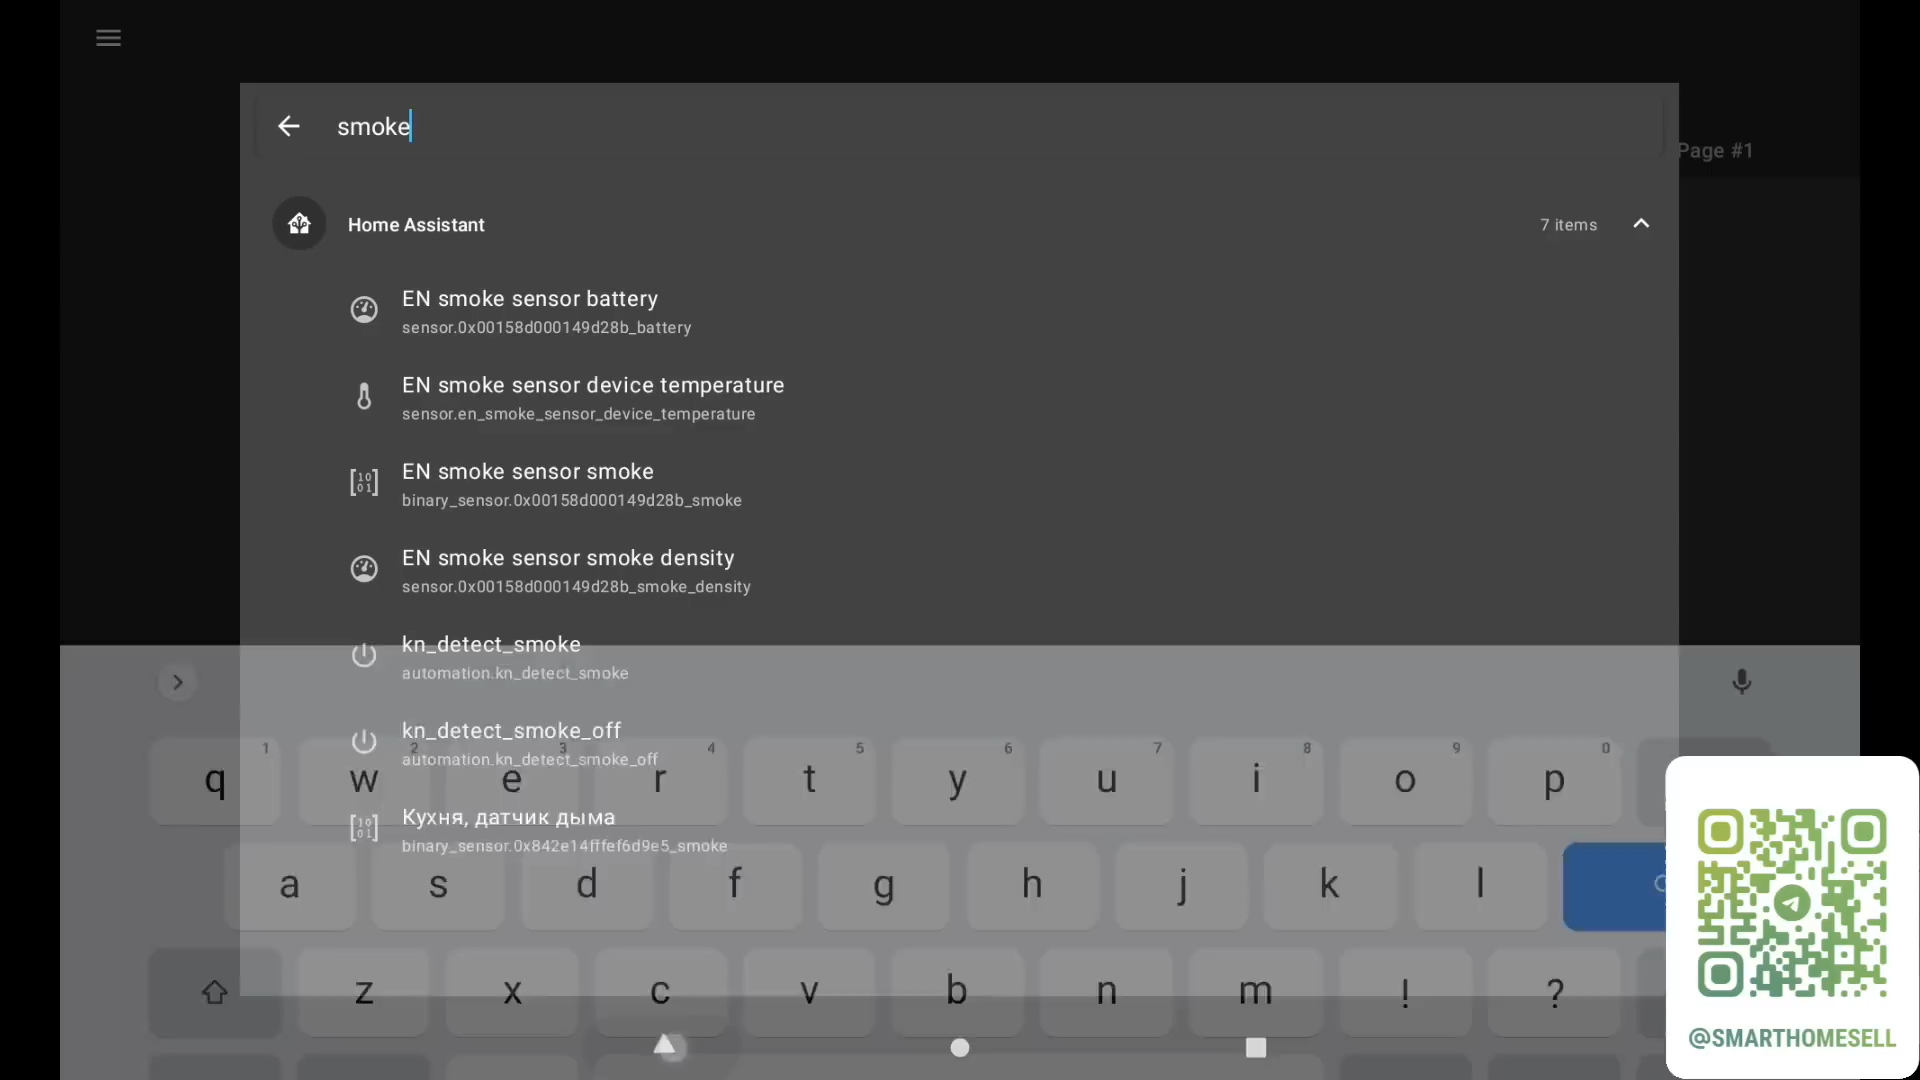 smoke
Page #1
Home Assistant
7 items
EN smoke sensor battery
sensor.0x00158d000149d28b_battery
EN smoke sensor device temperature
sensor.en_smoke_sensor_device_temperature
EN smoke sensor smoke
binary_sensor.0x00158d000149d28b_smoke
EN smoke sensor smoke density
sensor.0x00158d000149d28b_smoke_density
kn_detect_smoke
automation.kn_detect_smoke
kn_detect_smoke_off
automation.kn_detect_smoke_off
Кухня, датчик дыма
binary_sensor.0x842e14fffef6d9e5_smoke
1 2 3 4 5 6 7 8 9 0
q w e r t y u i o p
a s d f g h j k l
z x c v b n m ! ?
@SMARTHOMESELL